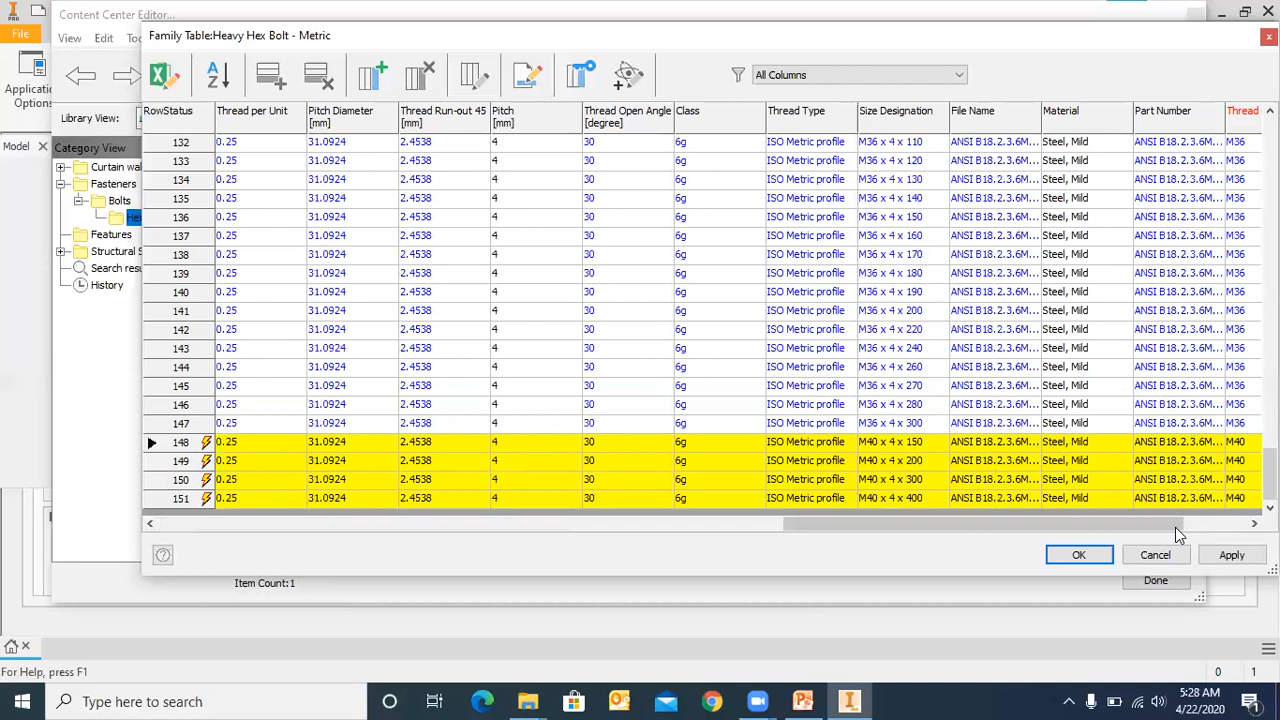 PRO
Content Center Editor...
File
View Edit Too
Family Table:Heavy Hex Bolt - Metric
Application
Options
All Columns
Library View:
Model
Category View
Curtain wal
Fasteners
Bolts
Hex
Features
Structural S
Search resu
History
RowStatus Thread per Unit Pitch Diameter [mm] Thread Run-out 45 [mm] Pitch [mm] Thread Open Angle [degree] Class Thread Type Size Designation File Name Material Part Number Thread
132 0.25 31.0924 2.4538 4 30 6g ISO Metric profile M36 x 4 x 110 ANSI B18.2.3.6M... Steel, Mild ANSI B18.2.3.6M... M36
133 0.25 31.0924 2.4538 4 30 6g ISO Metric profile M36 x 4 x 120 ANSI B18.2.3.6M... Steel, Mild ANSI B18.2.3.6M... M36
134 0.25 31.0924 2.4538 4 30 6g ISO Metric profile M36 x 4 x 130 ANSI B18.2.3.6M... Steel, Mild ANSI B18.2.3.6M... M36
135 0.25 31.0924 2.4538 4 30 6g ISO Metric profile M36 x 4 x 140 ANSI B18.2.3.6M... Steel, Mild ANSI B18.2.3.6M... M36
136 0.25 31.0924 2.4538 4 30 6g ISO Metric profile M36 x 4 x 150 ANSI B18.2.3.6M... Steel, Mild ANSI B18.2.3.6M... M36
137 0.25 31.0924 2.4538 4 30 6g ISO Metric profile M36 x 4 x 160 ANSI B18.2.3.6M... Steel, Mild ANSI B18.2.3.6M... M36
138 0.25 31.0924 2.4538 4 30 6g ISO Metric profile M36 x 4 x 170 ANSI B18.2.3.6M... Steel, Mild ANSI B18.2.3.6M... M36
139 0.25 31.0924 2.4538 4 30 6g ISO Metric profile M36 x 4 x 180 ANSI B18.2.3.6M... Steel, Mild ANSI B18.2.3.6M... M36
140 0.25 31.0924 2.4538 4 30 6g ISO Metric profile M36 x 4 x 190 ANSI B18.2.3.6M... Steel, Mild ANSI B18.2.3.6M... M36
141 0.25 31.0924 2.4538 4 30 6g ISO Metric profile M36 x 4 x 200 ANSI B18.2.3.6M... Steel, Mild ANSI B18.2.3.6M... M36
142 0.25 31.0924 2.4538 4 30 6g ISO Metric profile M36 x 4 x 220 ANSI B18.2.3.6M... Steel, Mild ANSI B18.2.3.6M... M36
143 0.25 31.0924 2.4538 4 30 6g ISO Metric profile M36 x 4 x 240 ANSI B18.2.3.6M... Steel, Mild ANSI B18.2.3.6M... M36
144 0.25 31.0924 2.4538 4 30 6g ISO Metric profile M36 x 4 x 260 ANSI B18.2.3.6M... Steel, Mild ANSI B18.2.3.6M... M36
145 0.25 31.0924 2.4538 4 30 6g ISO Metric profile M36 x 4 x 270 ANSI B18.2.3.6M... Steel, Mild ANSI B18.2.3.6M... M36
146 0.25 31.0924 2.4538 4 30 6g ISO Metric profile M36 x 4 x 280 ANSI B18.2.3.6M... Steel, Mild ANSI B18.2.3.6M... M36
147 0.25 31.0924 2.4538 4 30 6g ISO Metric profile M36 x 4 x 300 ANSI B18.2.3.6M... Steel, Mild ANSI B18.2.3.6M... M36
148 0.25 31.0924 2.4538 4 30 6g ISO Metric profile M40 x 4 x 150 ANSI B18.2.3.6M... Steel, Mild ANSI B18.2.3.6M... M40
149 0.25 31.0924 2.4538 4 30 6g ISO Metric profile M40 x 4 x 200 ANSI B18.2.3.6M... Steel, Mild ANSI B18.2.3.6M... M40
150 0.25 31.0924 2.4538 4 30 6g ISO Metric profile M40 x 4 x 300 ANSI B18.2.3.6M... Steel, Mild ANSI B18.2.3.6M... M40
151 0.25 31.0924 2.4538 4 30 6g ISO Metric profile M40 x 4 x 400 ANSI B18.2.3.6M... Steel, Mild ANSI B18.2.3.6M... M40
OK Cancel Apply
Item Count:1
Done
For Help, press F1
0 1
Type here to search
5:28 AM
4/22/2020